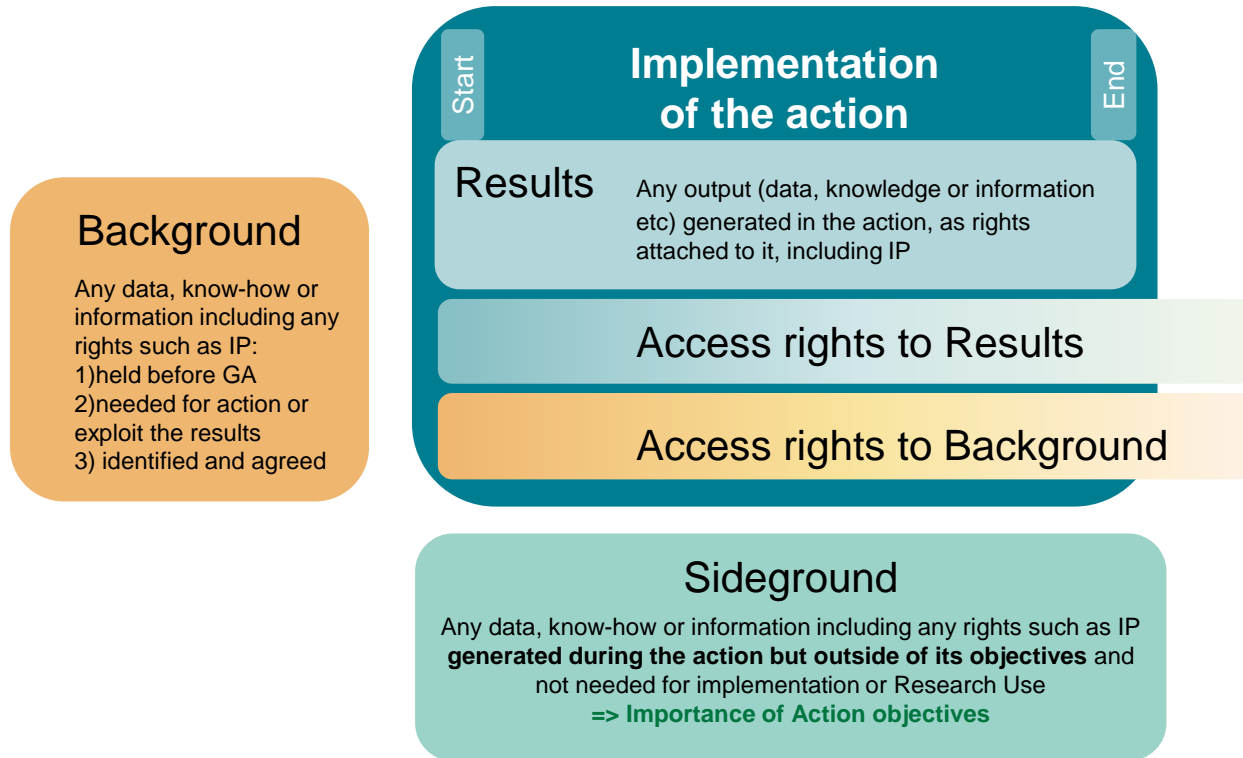 Start
Implementation
of the action
End
Results
Any output (data, knowledge or information
etc) generated in the action, as rights
attached to it, including IP
Background
Any data, know-how or
information including any
rights such as IP:
1)held before GA
2)needed for action or
exploit the results
3) identified and agreed
Access rights to Results
Access rights to Background
Sideground
Any data, know-how or information including any rights such as IP
generated during the action but outside of its objectives and
not needed for implementation or Research Use
=> Importance of Action objectives